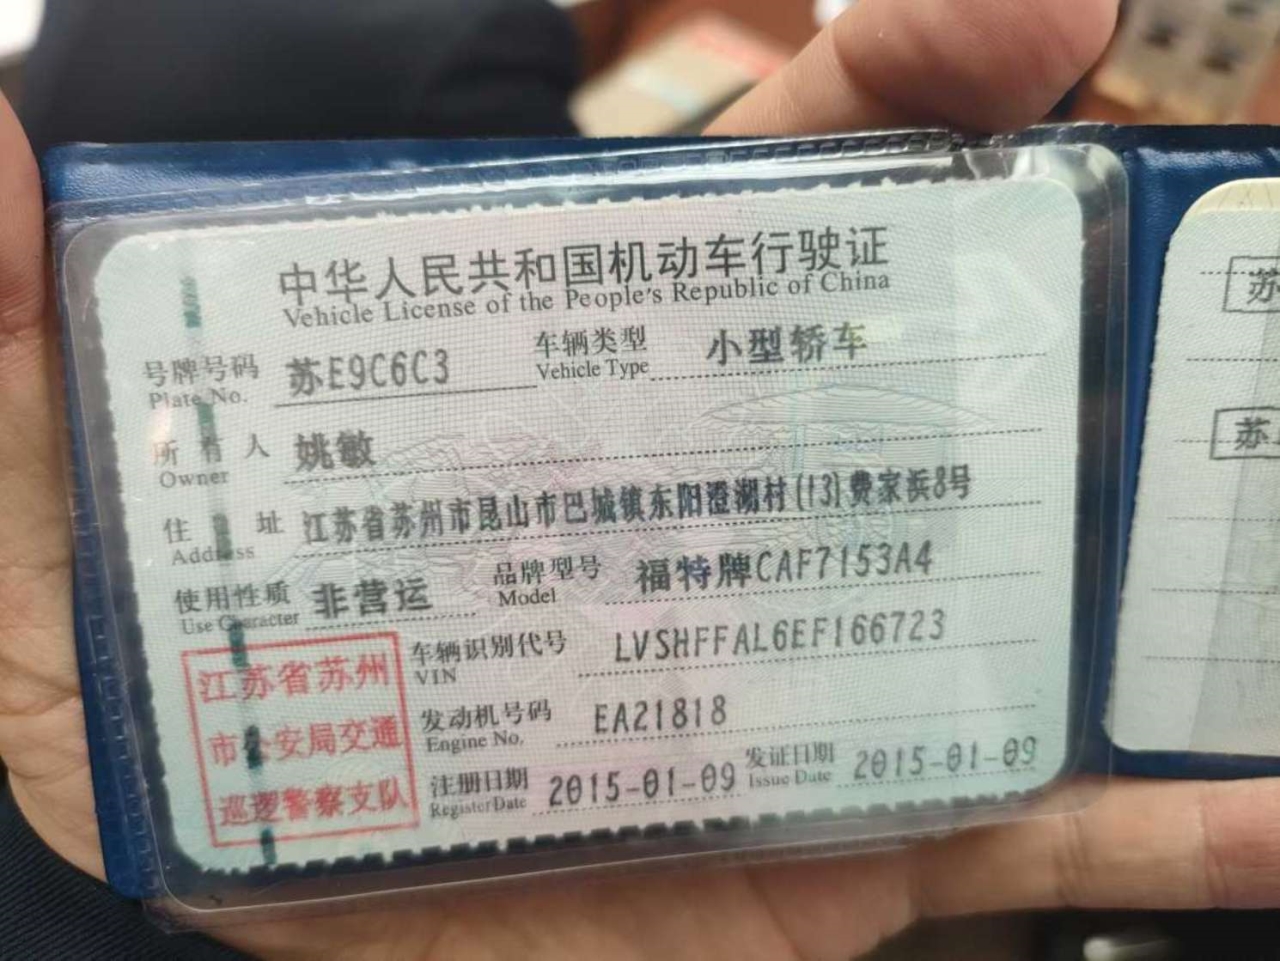 中华人民共和国机动车行驶证
Vehicle License of the People's Republic of China
号牌号码 苏E9C6C3 车辆类型 小型轿车
Plate No. Vehicle Type
所有人 姚敏
Owner
住址 江苏省苏州市昆山市巴城镇东阳澄湖村(13)费家浜8号
Address
使用性质 非营运 品牌型号 福特牌CAF7153A4
Use Character Model
江苏省苏州
市公安局交通
巡逻警察支队
车辆识别代号 LVSHFFAL6EF166723
VIN
发动机号码 EA21818
Engine No.
注册日期 2015-01-09 发证日期 2015-01-09
Register Date Issue Date
苏
苏